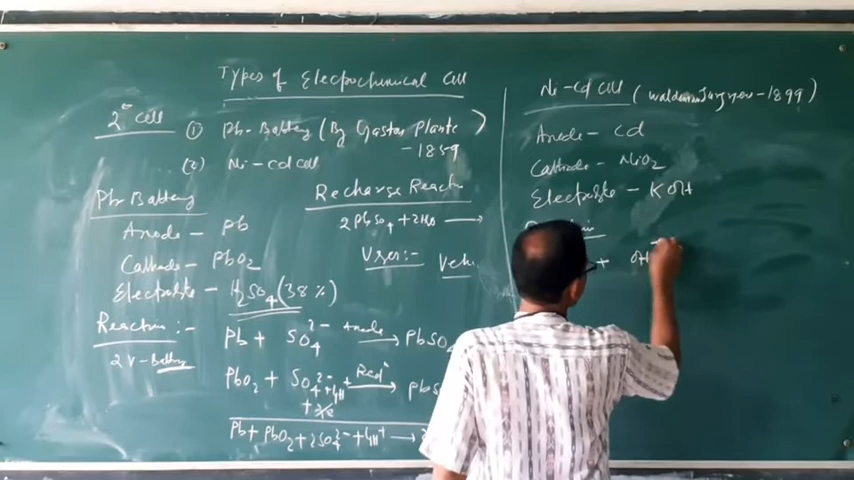 Types of Electrochemical Cell
2° Cell ① Pb-Battery (By Gaston Plante - 1859)
(2) Ni-cd cell
Pb Battery
Anode - Pb
Cathode - PbO2
Electrolyte - H2SO4 (38 %)
Reaction :-
2V-Battery
Pb + SO4 2- Anode → PbSO4
PbO2 + SO4 2- + 4H+ + 2e → PbS
Pb + PbO2 + 2SO4 2- + 4H+ →
Recharge Reach
2PbSO4 + 2H2O →
Uses:-
Veh
Ni-cd cell (Waldemar Jungner - 1899)
Anode - cd
Cathode - NiO2
Electrolyte - KOH
+ OH